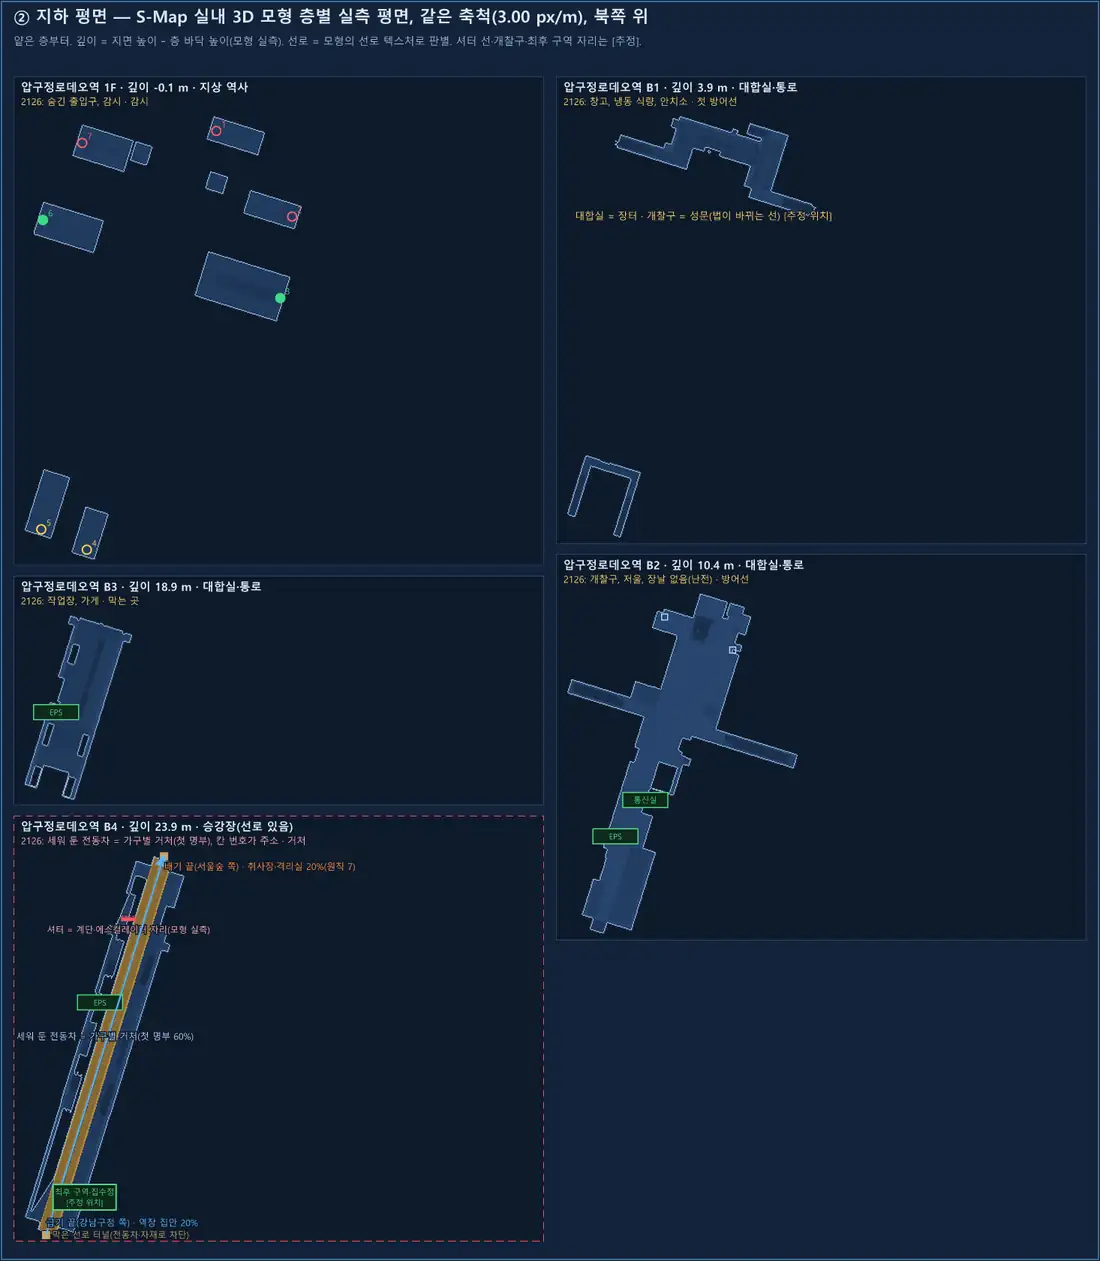 ② 지하 평면 — S-Map 실내 3D 모형 층별 실측 평면, 같은 축척(3.00 px/m), 북쪽 위
얕은 층부터. 깊이 = 지면 높이 – 층 바닥 높이(모형 실측). 선로 = 모형의 선로 텍스처로 판별. 셔터 선·개찰구·최후 구역 자리는 [추정].
압구정로데오역 1F · 깊이 -0.1 m · 지상 역사
2126: 숨긴 출입구, 감시 · 감시
6
5
4
압구정로데오역 B1 · 깊이 3.9 m · 대합실·통로
2126: 창고, 냉동 식량, 안치소 · 첫 방어선
대합실 = 장터 · 개찰구 = 성문(법이 바뀌는 선) [추정 위치]
압구정로데오역 B3 · 깊이 18.9 m · 대합실·통로
2126: 작업장, 가게 · 막는 곳
EPS
압구정로데오역 B2 · 깊이 10.4 m · 대합실·통로
2126: 개찰구, 저울, 장날 없음(난전) · 방어선
통신실
EPS
압구정로데오역 B4 · 깊이 23.9 m · 승강장(선로 있음)
2126: 세워 둔 전동차 = 가구별 거처(첫 명부), 칸 번호가 주소 · 거처
배기 끝(서울숲 쪽) · 취사장·격리실 20%(원칙 7)
셔터 = 계단·에스컬레이터 자리(모형 실측)
EPS
세워 둔 전동차 = 가구별 거처(첫 명부 60%)
최후 구역·집수정
[추정 위치]
급기 끝(강남구청 쪽) · 역장 집안 20%
막은 선로 터널(전동차·자재로 차단)